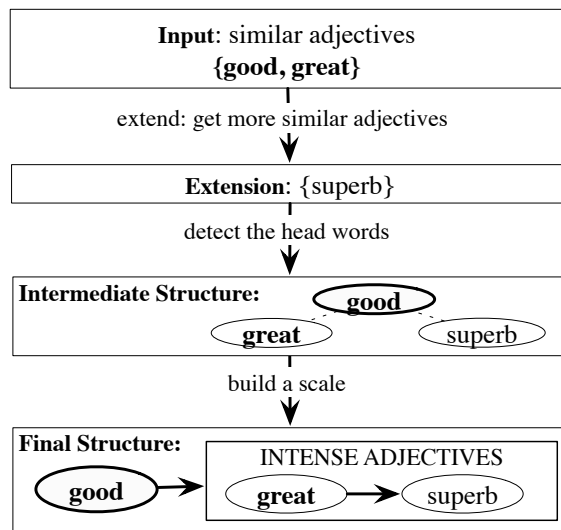 Input: similar adjectives
{good, great}
extend: get more similar adjectives
Extension: {superb}
detect the head words
Intermediate Structure:
good
great
superb
build a scale
Final Structure:
INTENSE ADJECTIVES
good
great
superb